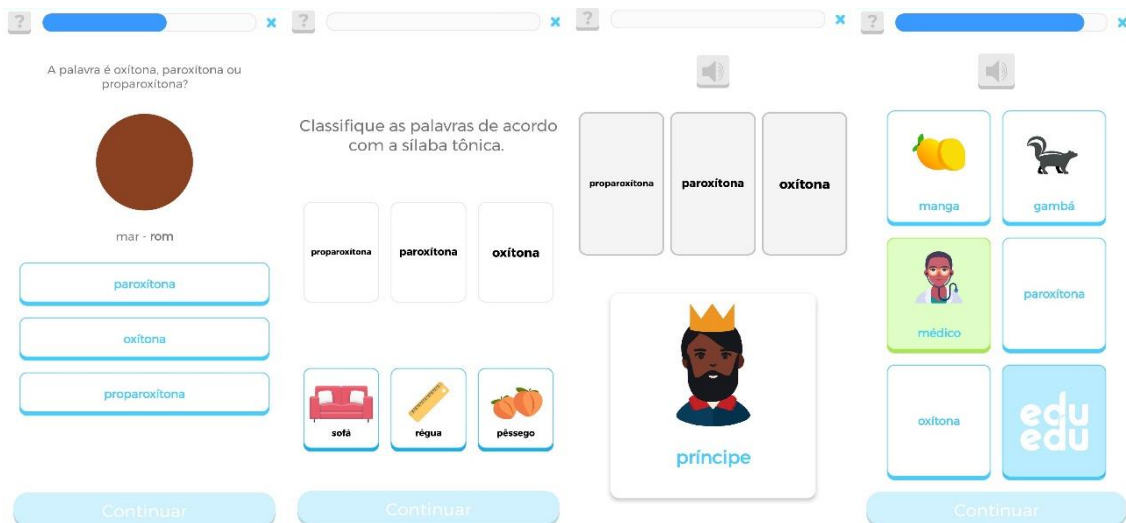 ?
×
A palavra é oxítona, paroxítona ou
proparoxítona?
mar - rom
paroxítona
oxítona
proparoxítona
Continuar
?
×
Classifique as palavras de acordo
com a sílaba tônica.
proparoxítona
paroxítona
oxítona
sofá
régua
pêssego
Continuar
?
×
proparoxítona
paroxítona
oxítona
príncipe
?
×
manga
gambá
médico
paroxítona
oxítona
edu
edu
Continuar